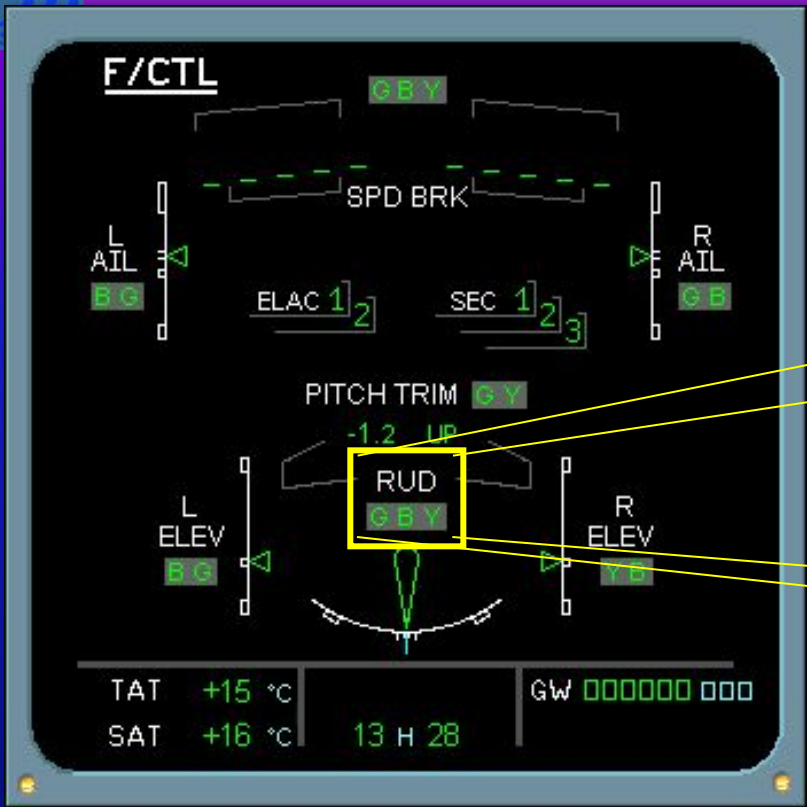 F/CTL
G B Y
SPD BRK
L
AIL
B G
R
AIL
G B
ELAC 1 2
SEC 1 2 3
PITCH TRIM G Y
-1.2 UP
RUD
G B Y
L
ELEV
B G
R
ELEV
Y B
TAT +15 °C
GW
SAT +16 °C
13 H 28